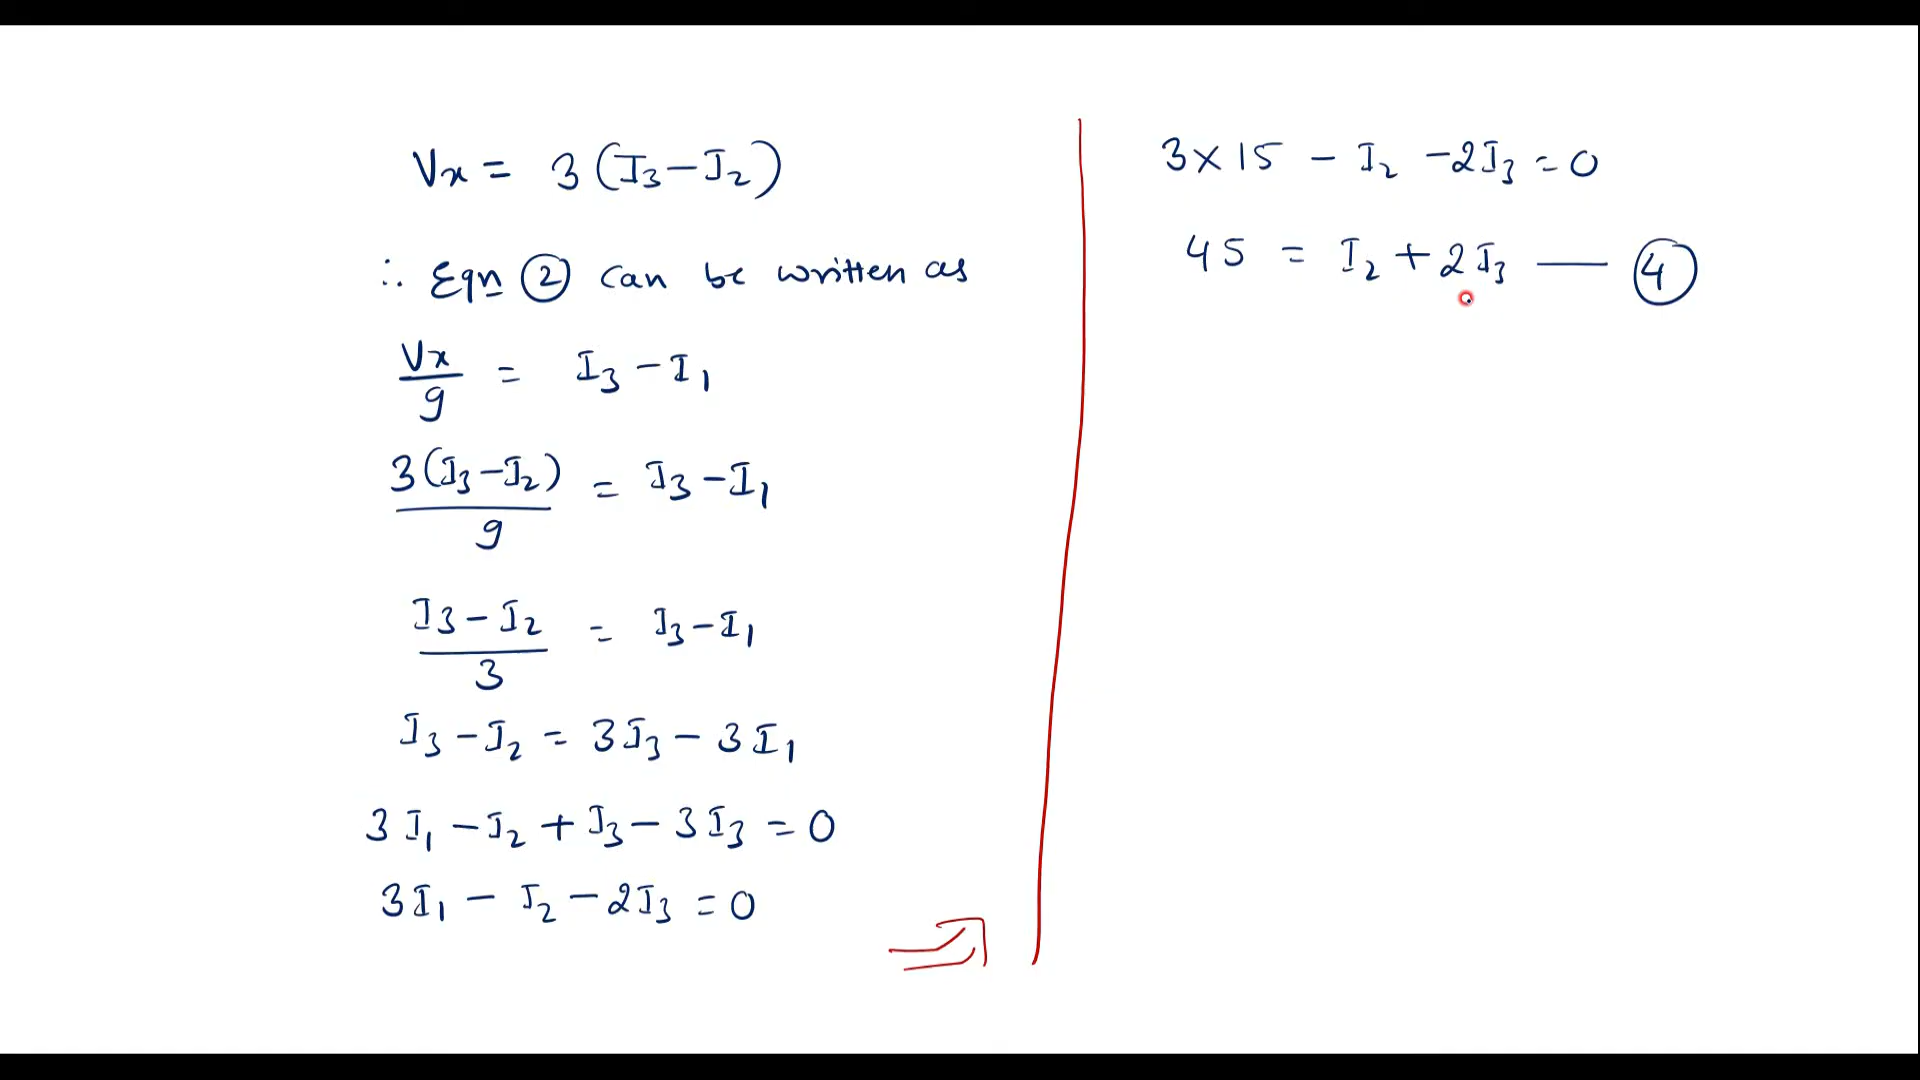 Vx = 3(I3-I2)
∴ Eqn ② can be written as
Vx/9 = I3-I1
3(I3-I2)/9 = I3-I1
I3-I2/3 = I3-I1
I3-I2 = 3I3-3I1
3I1-I2+I3-3I3=0
3I1-I2-2I3=0
3×15-I2-2I3=0
45 = I2+2I3 — ④